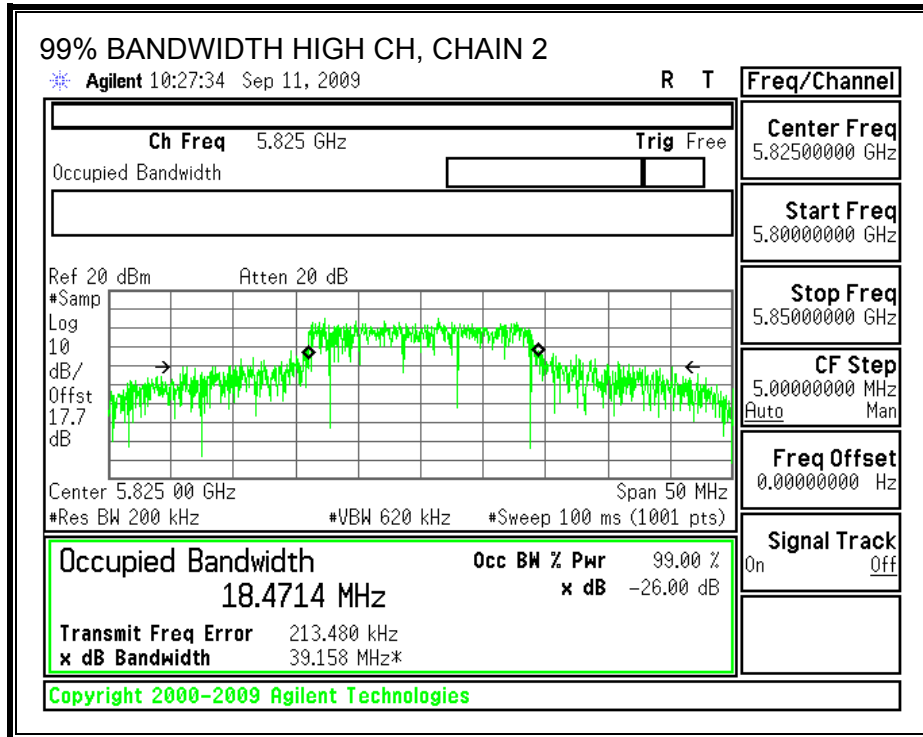 99% BANDWIDTH HIGH CH, CHAIN 2
Agilent 10:27:34 Sep 11, 2009 R T
Freq/Channel
Ch Freq 5.825 GHz Trig Free
Occupied Bandwidth
Center Freq
5.82500000 GHz
Start Freq
5.80000000 GHz
Stop Freq
5.85000000 GHz
CF Step
5.00000000 MHz
Auto Man
Freq Offset
0.00000000 Hz
Signal Track
On Off
Ref 20 dBm Atten 20 dB
#Samp
Log
10
dB/
Offst
17.7
dB
Center 5.825 00 GHz Span 50 MHz
#Res BW 200 kHz #VBW 620 kHz #Sweep 100 ms (1001 pts)
Occupied Bandwidth
18.4714 MHz
Occ BW % Pwr 99.00 %
x dB -26.00 dB
Transmit Freq Error 213.480 kHz
x dB Bandwidth 39.158 MHz*
Copyright 2000-2009 Agilent Technologies